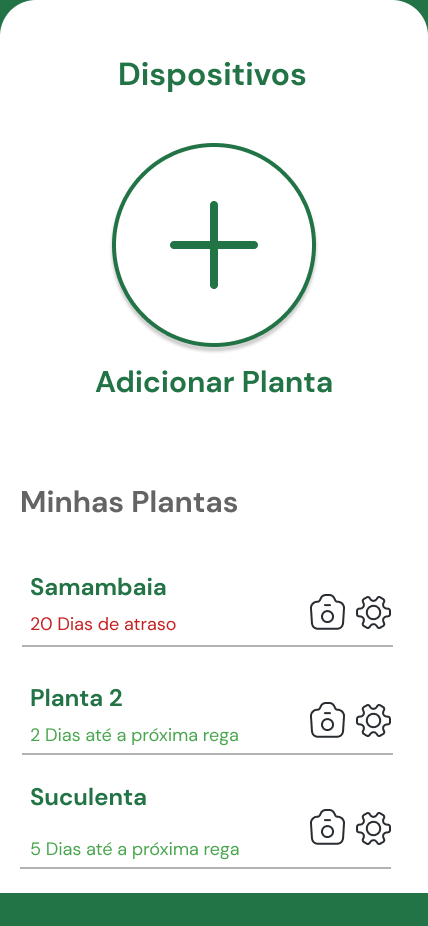 Dispositivos
Adicionar Planta
Minhas Plantas
Samambaia
20 Dias de atraso
Planta 2
2 Dias até a próxima rega
Suculenta
5 Dias até a próxima rega